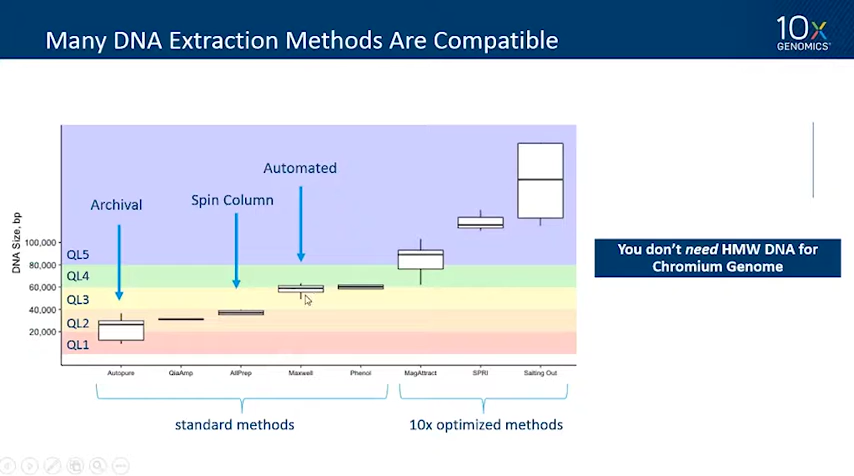 Many DNA Extraction Methods Are Compatible
10x
GENOMICS
Archival
Spin Column
Automated
DNA Size, bp
100,000
80,000
60,000
40,000
20,000
QL5
QL4
QL3
QL2
QL1
Autopure
QiaAmp
AllPrep
Maxwell
Phenol
MagAttract
SPRI
Salting Out
standard methods
10x optimized methods
You don't need HMW DNA for
Chromium Genome